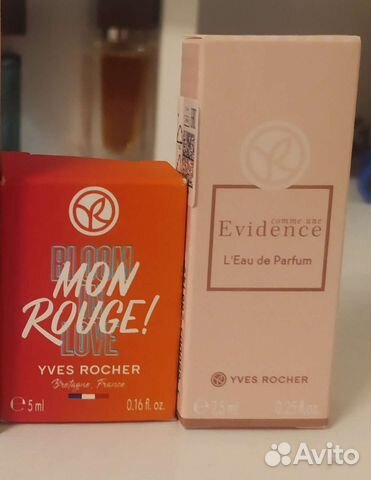 BLOOM
IN
LOVE
MON
ROUGE!
YVES ROCHER
Bretagne, France
℮ 5 ml 0.16 fl. oz.
comme une
Evidence
L'Eau de Parfum
YVES ROCHER
℮ 7.5 ml 0.25 fl. oz.
Avito